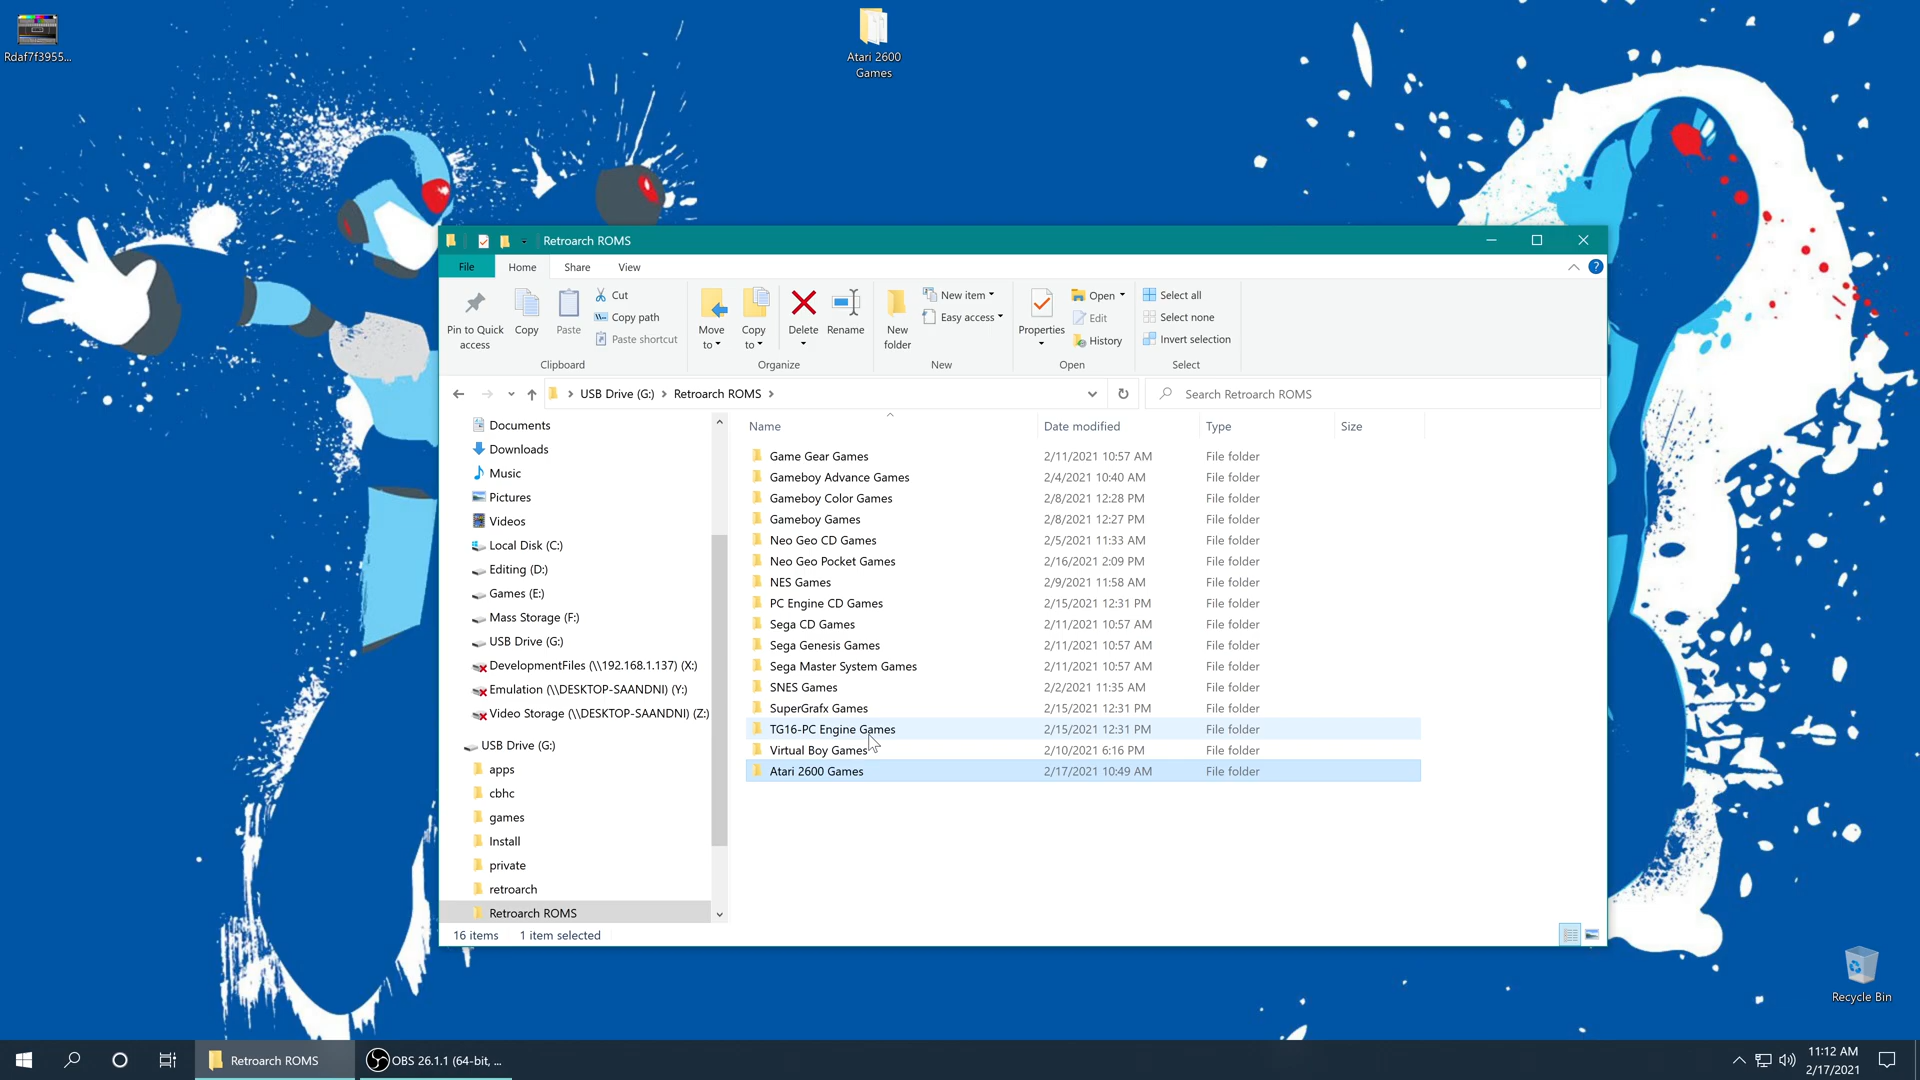 Rdaf7f3955...
Atari 2600
Games
Retroarch ROMS
File
Home
Share
View
?
Pin to Quick
access
Copy
Paste
Cut
Copy path
Paste shortcut
Clipboard
Move
to
Copy
to
Delete
Rename
Organize
New
folder
New item
Easy access
New
Properties
Open
Edit
History
Open
Select all
Select none
Invert selection
Select
USB Drive (G:)
Retroarch ROMS
Search Retroarch ROMS
Documents
Downloads
Music
Pictures
Videos
Local Disk (C:)
Editing (D:)
Games (E:)
Mass Storage (F:)
USB Drive (G:)
DevelopmentFiles (\\192.168.1.137) (X:)
Emulation (\\DESKTOP-SAANDNI) (Y:)
Video Storage (\\DESKTOP-SAANDNI) (Z:)
USB Drive (G:)
apps
cbhc
games
Install
private
retroarch
Retroarch ROMS
Name Date modified Type Size
Game Gear Games 2/11/2021 10:57 AM File folder
Gameboy Advance Games 2/4/2021 10:40 AM File folder
Gameboy Color Games 2/8/2021 12:28 PM File folder
Gameboy Games 2/8/2021 12:27 PM File folder
Neo Geo CD Games 2/5/2021 11:33 AM File folder
Neo Geo Pocket Games 2/16/2021 2:09 PM File folder
NES Games 2/9/2021 11:58 AM File folder
PC Engine CD Games 2/15/2021 12:31 PM File folder
Sega CD Games 2/11/2021 10:57 AM File folder
Sega Genesis Games 2/11/2021 10:57 AM File folder
Sega Master System Games 2/11/2021 10:57 AM File folder
SNES Games 2/2/2021 11:35 AM File folder
SuperGrafx Games 2/15/2021 12:31 PM File folder
TG16-PC Engine Games 2/15/2021 12:31 PM File folder
Virtual Boy Games 2/10/2021 6:16 PM File folder
Atari 2600 Games 2/17/2021 10:49 AM File folder
16 items 1 item selected
Recycle Bin
Retroarch ROMS
OBS 26.1.1 (64-bit, ...
11:12 AM
2/17/2021